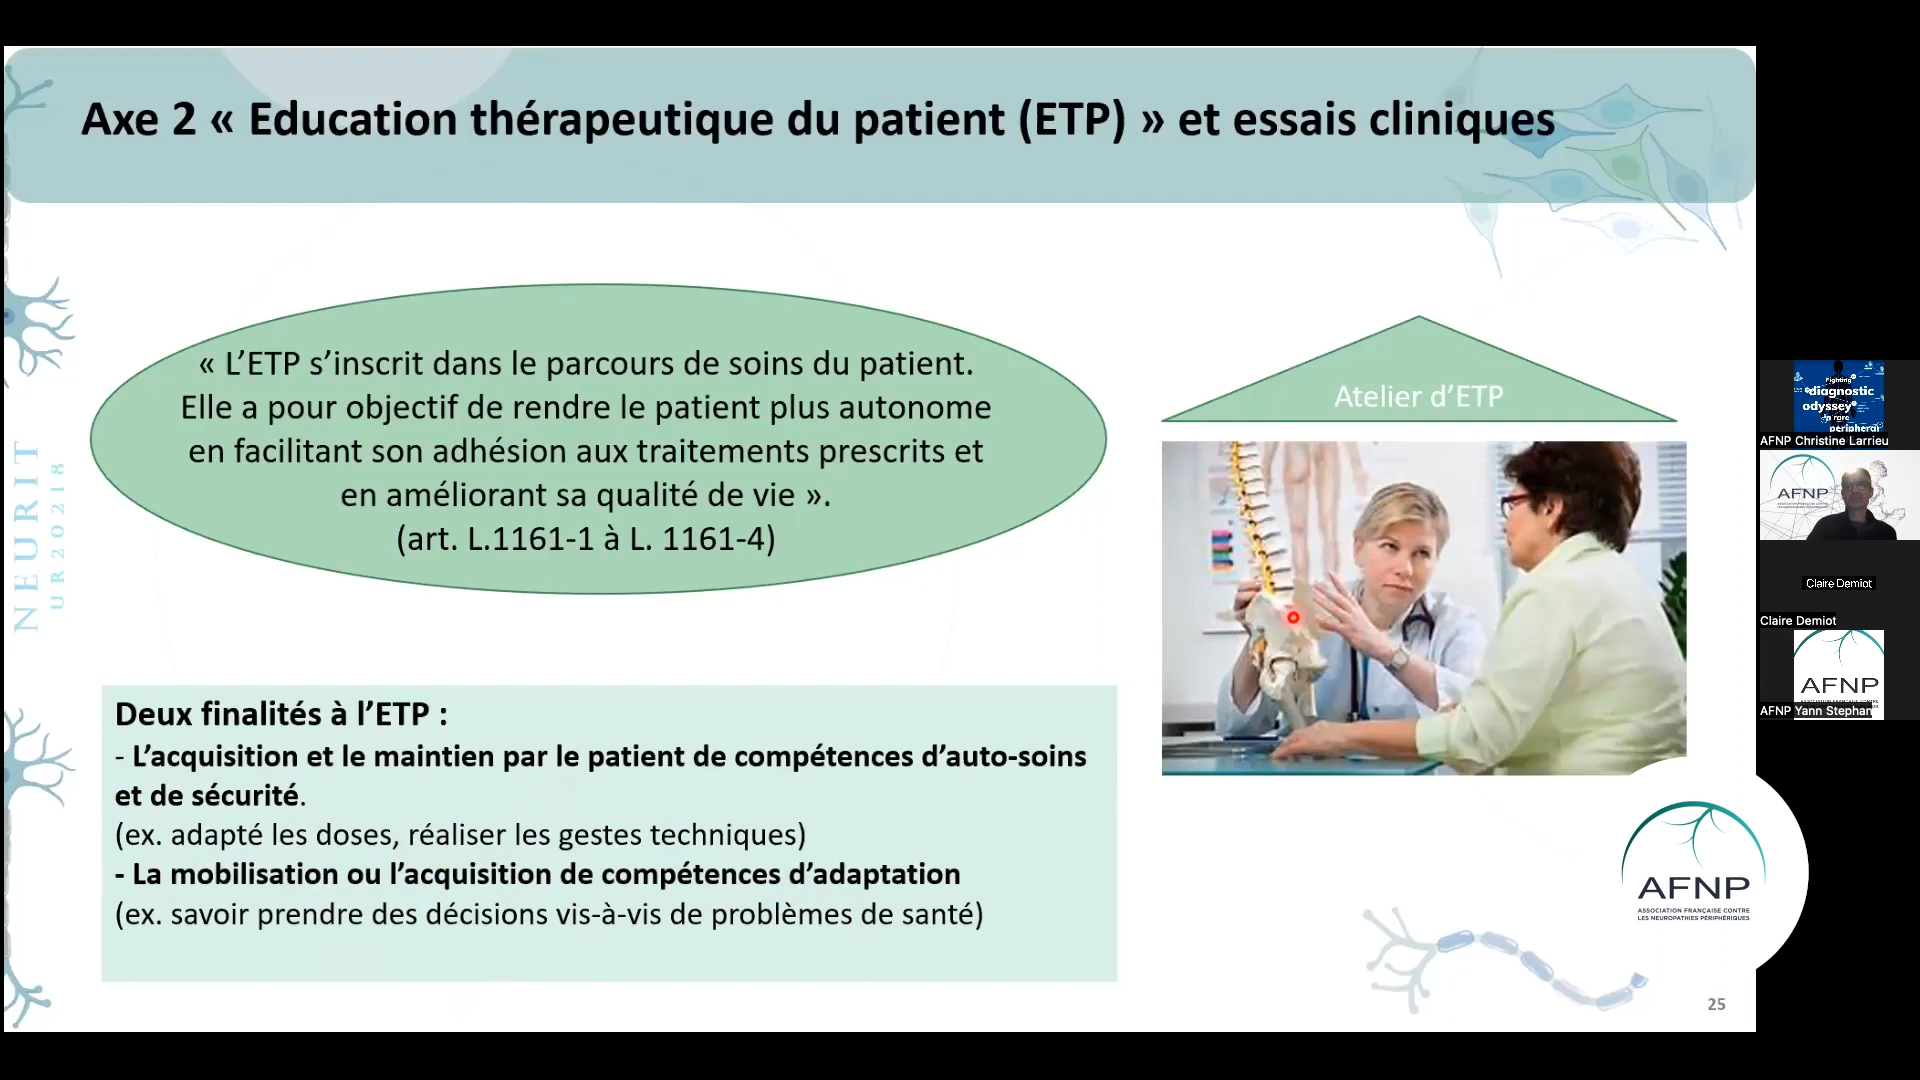 Axe 2 « Education thérapeutique du patient (ETP) » et essais cliniques
« L’ETP s’inscrit dans le parcours de soins du patient.
Elle a pour objectif de rendre le patient plus autonome
en facilitant son adhésion aux traitements prescrits et
en améliorant sa qualité de vie ».
(art. L.1161-1 à L. 1161-4)
Atelier d’ETP
Deux finalités à l’ETP :
- L’acquisition et le maintien par le patient de compétences d’auto-soins
et de sécurité.
(ex. adapté les doses, réaliser les gestes techniques)
- La mobilisation ou l’acquisition de compétences d’adaptation
(ex. savoir prendre des décisions vis-à-vis de problèmes de santé)
NEURIT
UR20218
AFNP
ASSOCIATION FRANÇAISE CONTRE
LES NEUROPATHIES PÉRIPHÉRIQUES
25
Fighting
diagnostic
odyssey
in rare
peripheral
AFNP Christine Larrieu
AFNP
Claire Demiot
Claire Demiot
AFNP
AFNP Yann Stephan